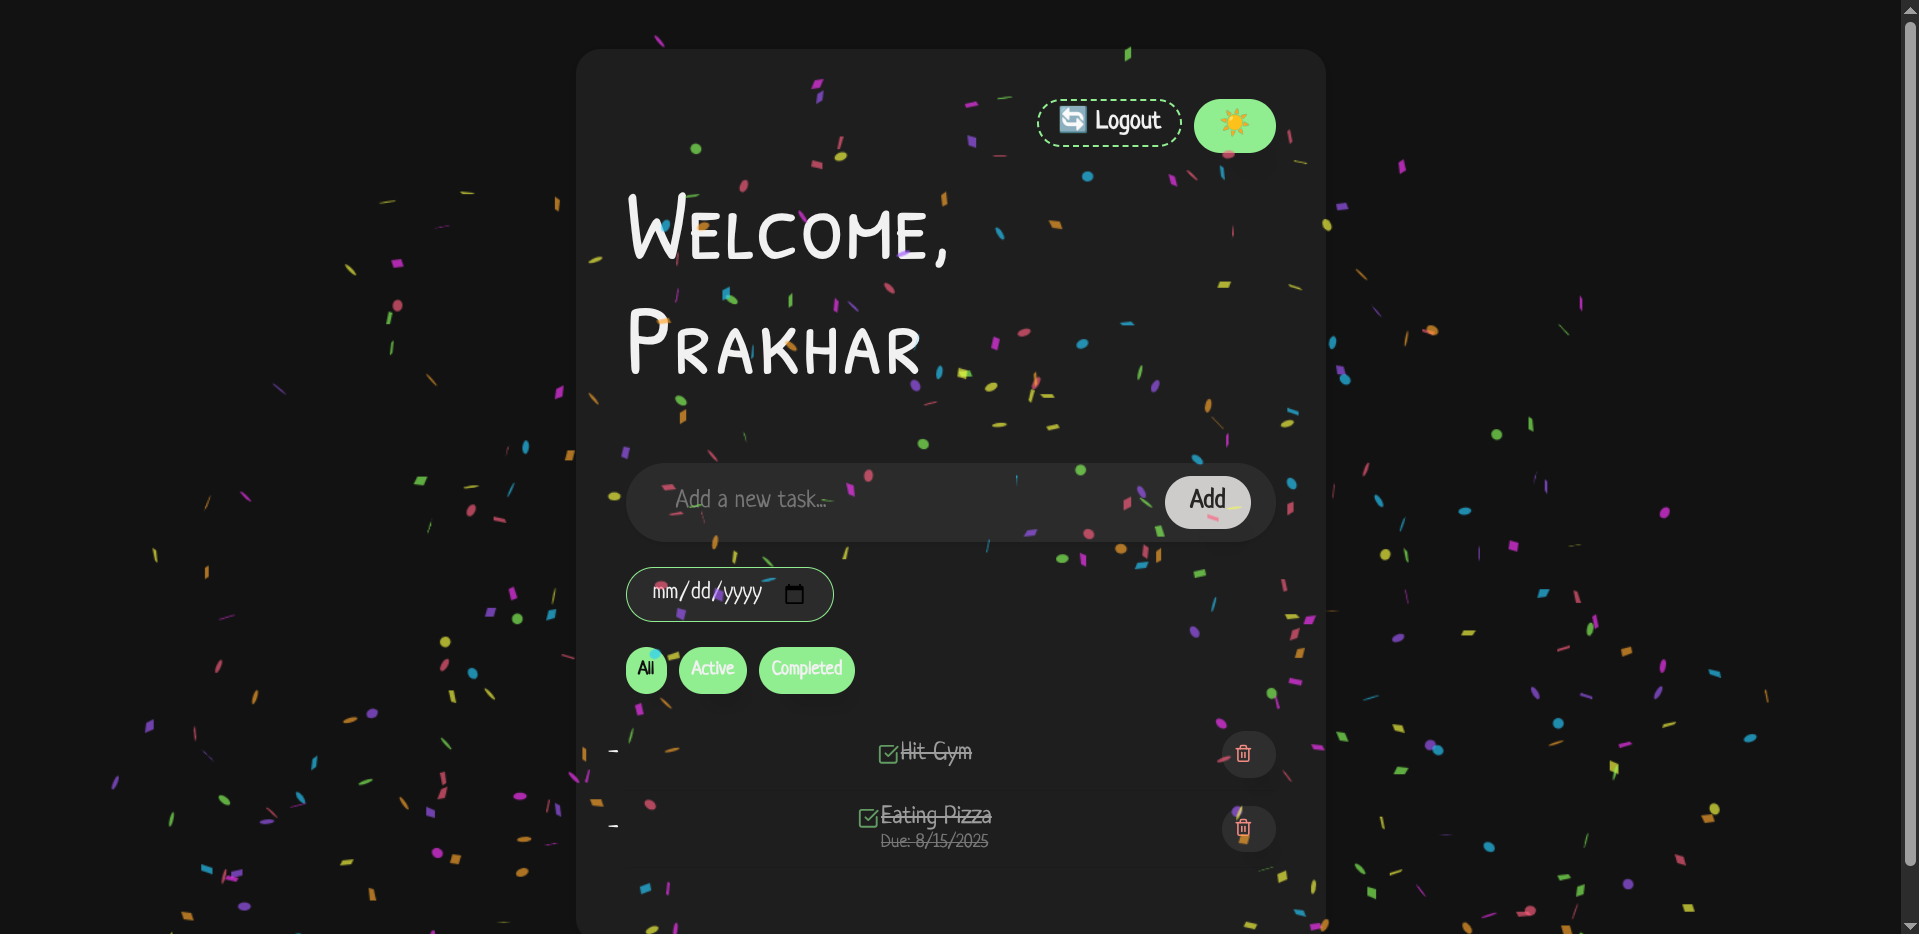 Logout
Welcome,
Prakhar
Add a new task...
Add
mm/dd/yyyy
All
Active
Completed
Hit Gym
Eating Pizza
Due: 8/15/2025